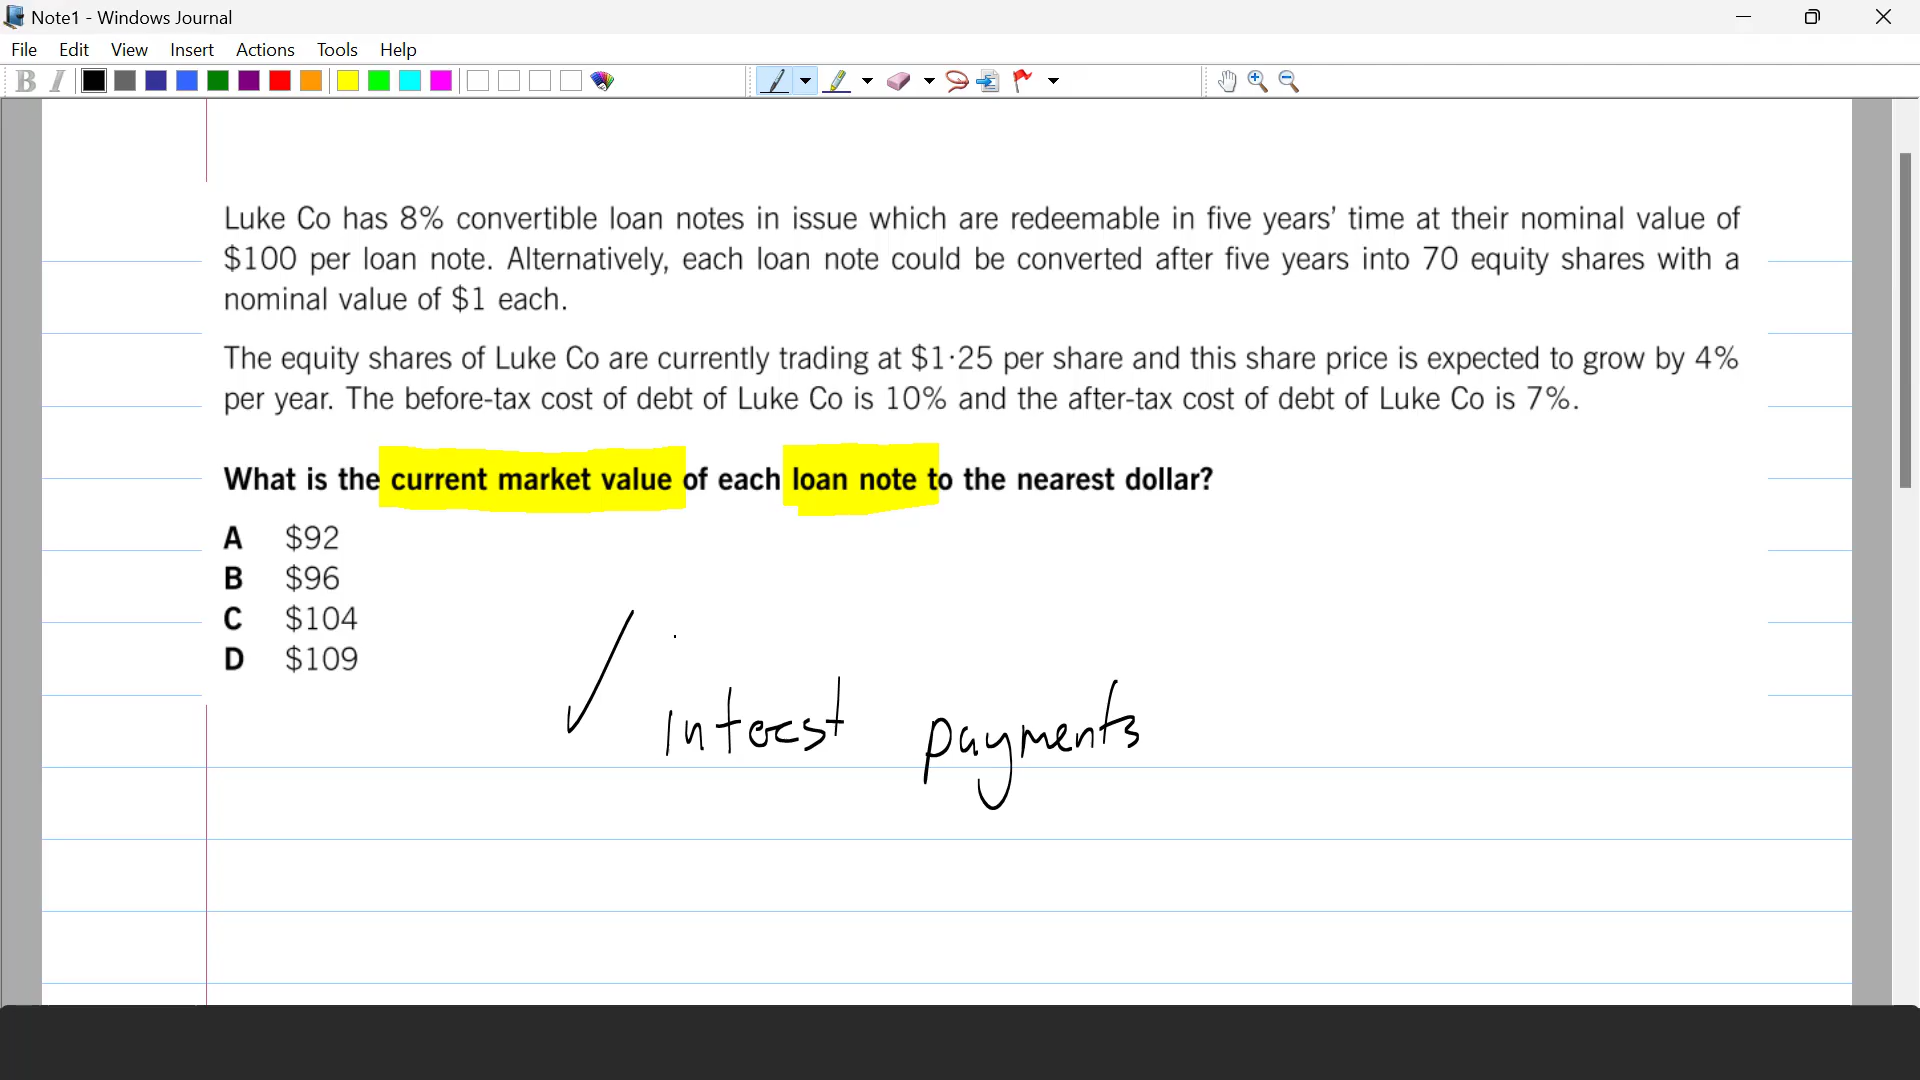 Note1 - Windows Journal
File Edit View Insert Actions Tools Help
B I
Luke Co has 8% convertible loan notes in issue which are redeemable in five years’ time at their nominal value of
$100 per loan note. Alternatively, each loan note could be converted after five years into 70 equity shares with a
nominal value of $1 each.
The equity shares of Luke Co are currently trading at $1·25 per share and this share price is expected to grow by 4%
per year. The before-tax cost of debt of Luke Co is 10% and the after-tax cost of debt of Luke Co is 7%.
What is the current market value of each loan note to the nearest dollar?
A $92
B $96
C $104
D $109
interest payments